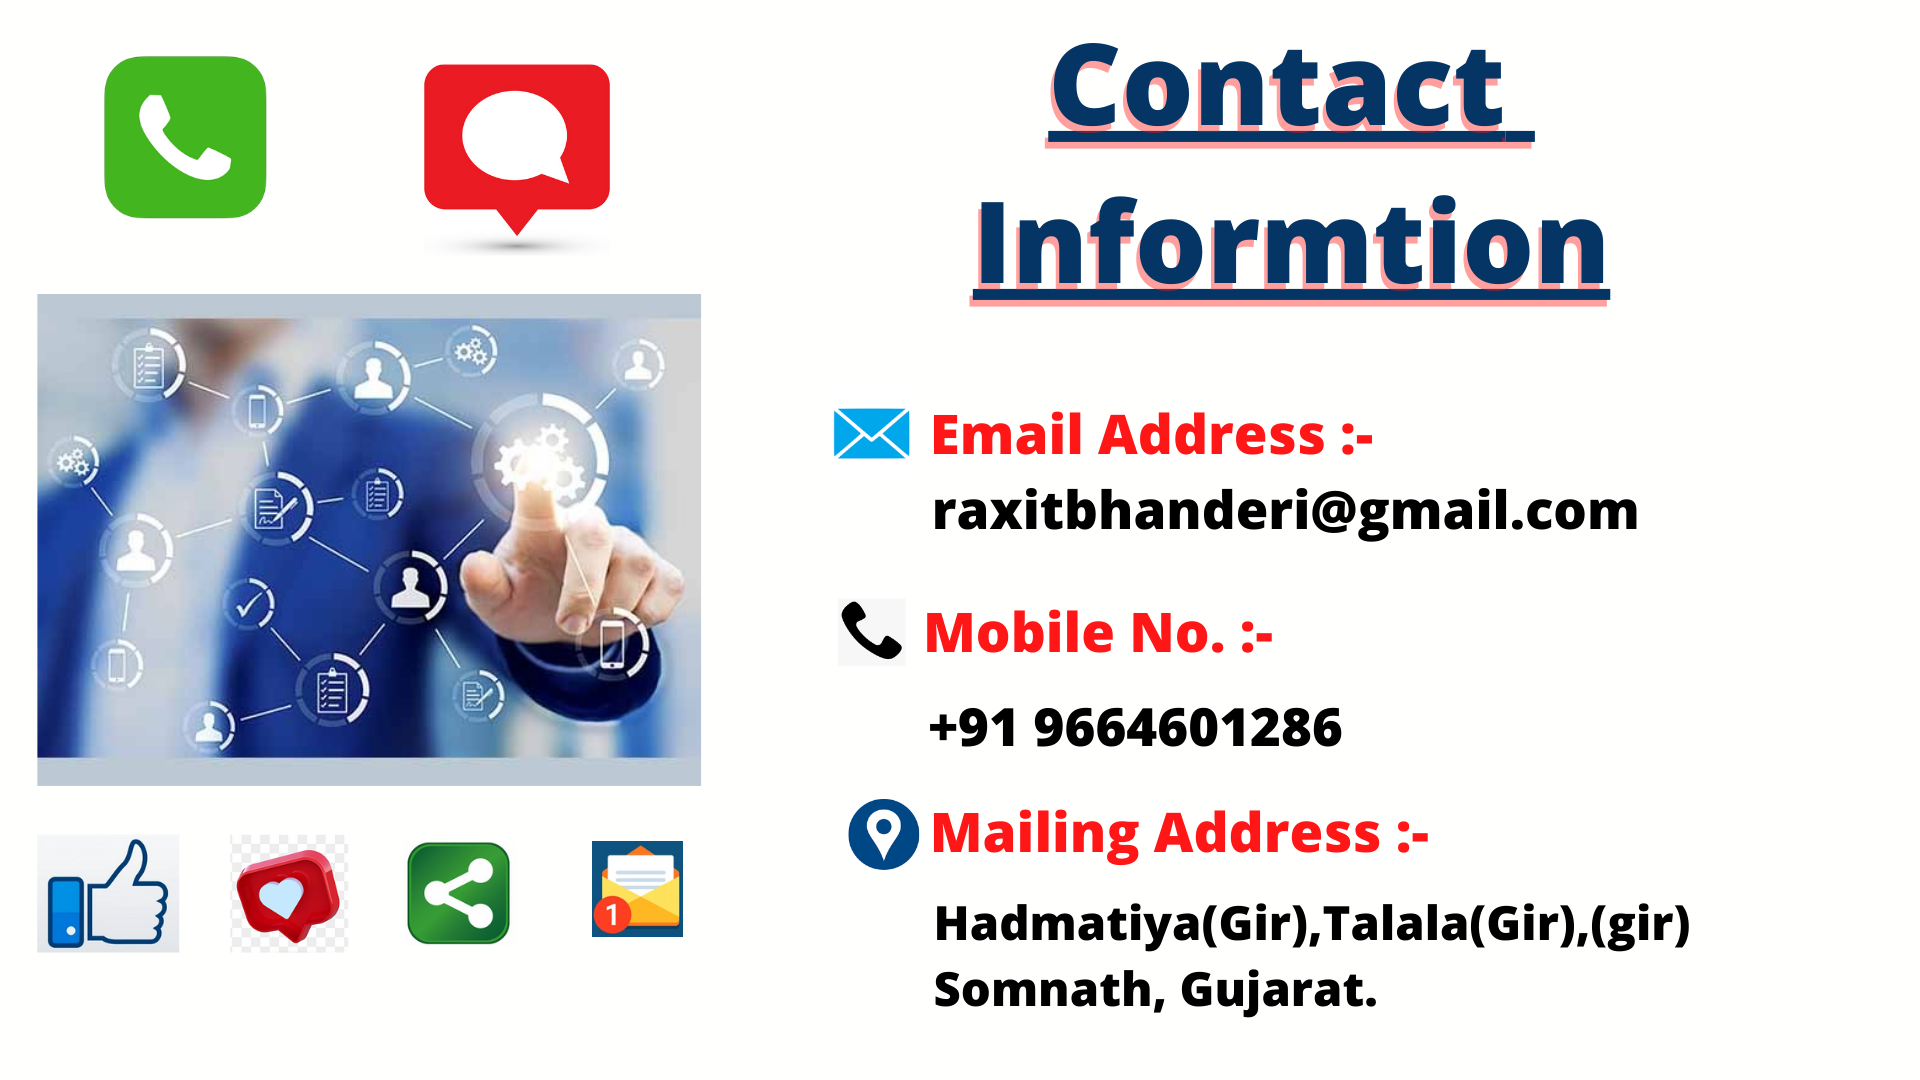 Contact
Informtion
Email Address :-
raxitbhanderi@gmail.com
Mobile No. :-
+91 9664601286
Mailing Address :-
Hadmatiya(Gir),Talala(Gir),(gir)
Somnath, Gujarat.
1